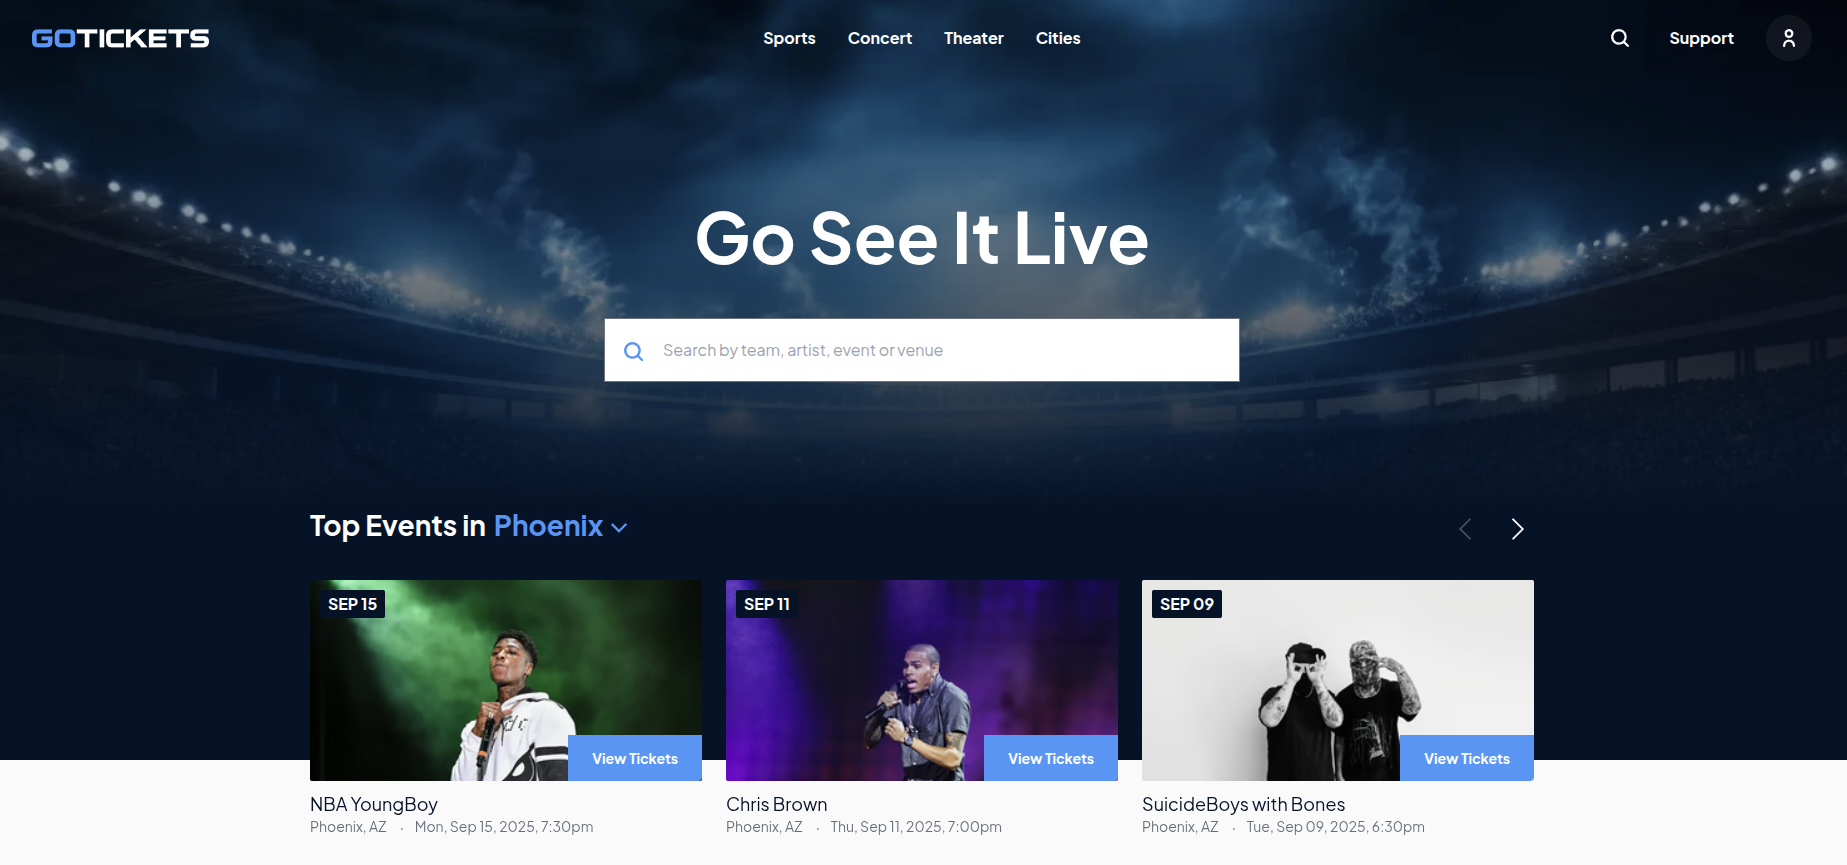 GOTICKETS
Sports Concert Theater Cities
Support
Go See It Live
Search by team, artist, event or venue
Top Events in Phoenix
SEP 15
View Tickets
NBA YoungBoy
Phoenix, AZ · Mon, Sep 15, 2025, 7:30pm
SEP 11
View Tickets
Chris Brown
Phoenix, AZ · Thu, Sep 11, 2025, 7:00pm
SEP 09
View Tickets
SuicideBoys with Bones
Phoenix, AZ · Tue, Sep 09, 2025, 6:30pm